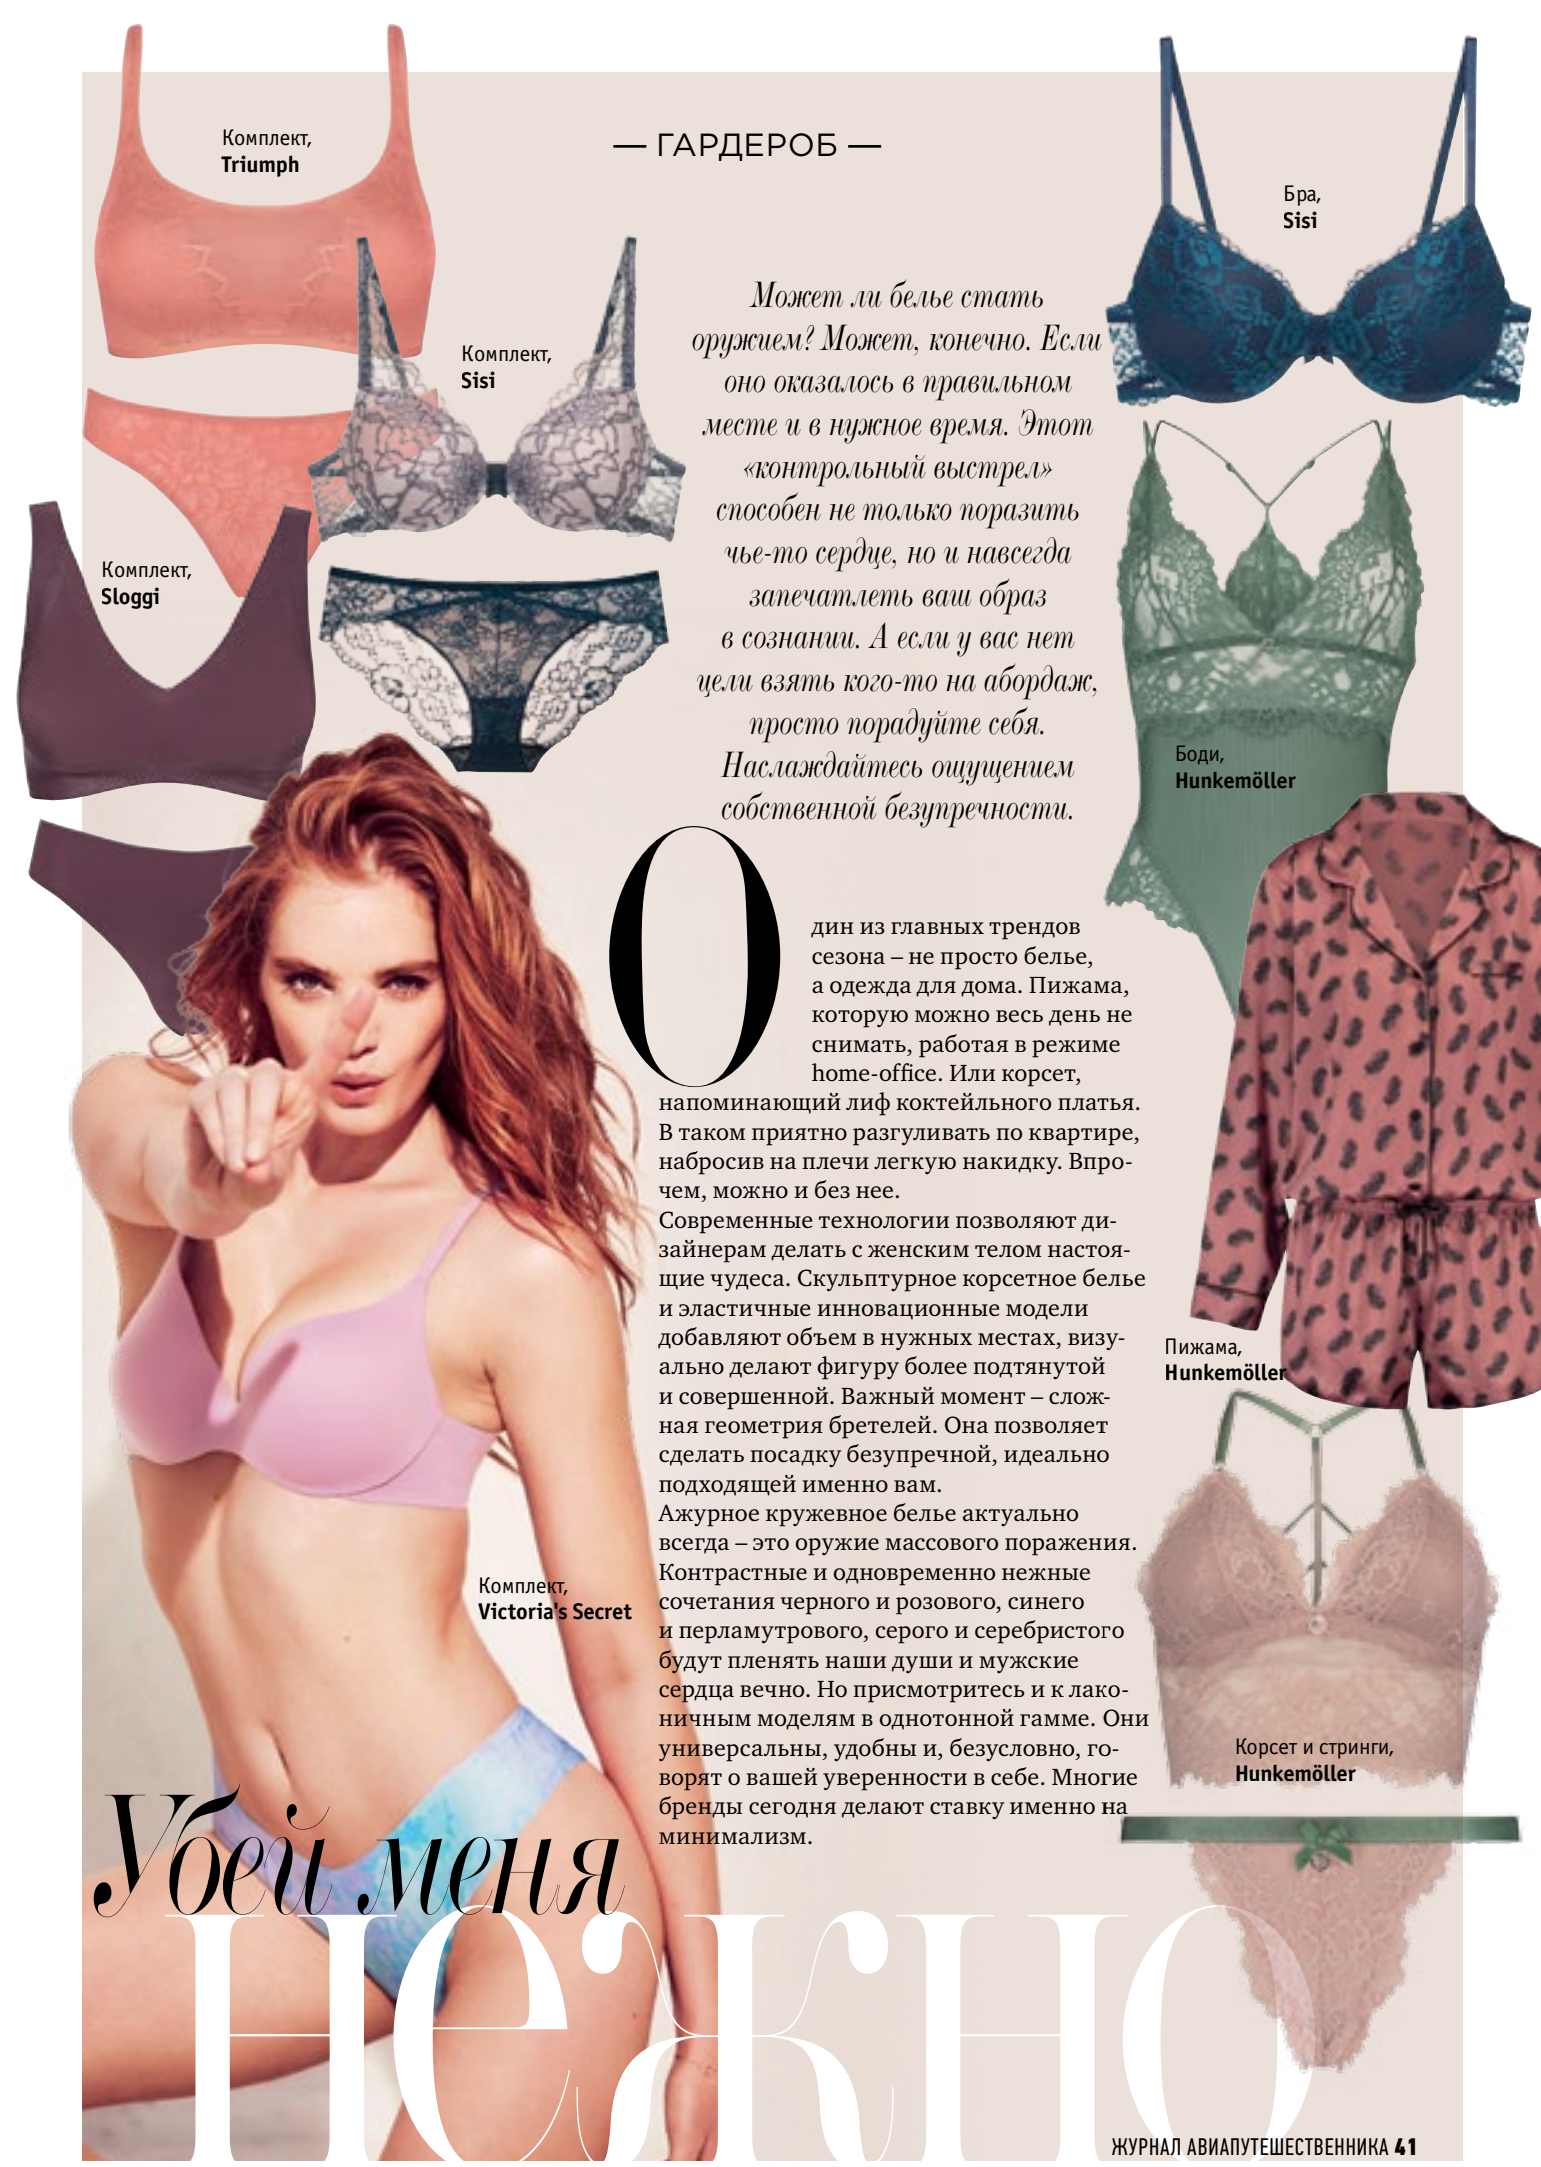 — ГАРДЕРОБ —
Комплект,
Triumph
Бра,
Sisi
Комплект,
Sisi
Комплект,
Sloggi
Может ли белье стать
оружием? Может, конечно. Если
оно оказалось в правильном
месте и в нужное время. Этот
«контрольный выстрел»
способен не только поразить
чье-то сердце, но и навсегда
запечатлеть ваш образ
в сознании. А если у вас нет
цели взять кого-то на абордаж,
просто порадуйте себя.
Наслаждайтесь ощущением
собственной безупречности.
Боди,
Hunkemöller
Один из главных трендов
сезона – не просто белье,
а одежда для дома. Пижама,
которую можно весь день не
снимать, работая в режиме
home-office. Или корсет,
напоминающий лиф коктейльного платья.
В таком приятно разгуливать по квартире,
набросив на плечи легкую накидку. Впро-
чем, можно и без нее.
Современные технологии позволяют ди-
зайнерам делать с женским телом настоя-
щие чудеса. Скульптурное корсетное белье
и эластичные инновационные модели
добавляют объем в нужных местах, визу-
ально делают фигуру более подтянутой
и совершенной. Важный момент – слож-
ная геометрия бретелей. Она позволяет
сделать посадку безупречной, идеально
подходящей именно вам.
Ажурное кружевное белье актуально
всегда – это оружие массового поражения.
Контрастные и одновременно нежные
сочетания черного и розового, синего
и перламутрового, серого и серебристого
будут пленять наши души и мужские
сердца вечно. Но присмотритесь и к лако-
ничным моделям в однотонной гамме. Они
универсальны, удобны и, безусловно, го-
ворят о вашей уверенности в себе. Многие
бренды сегодня делают ставку именно на
минимализм.
Пижама,
Hunkemöller
Комплект,
Victoria's Secret
Корсет и стринги,
Hunkemöller
Убей меня
нежно
ЖУРНАЛ АВИАПУТЕШЕСТВЕННИКА 41